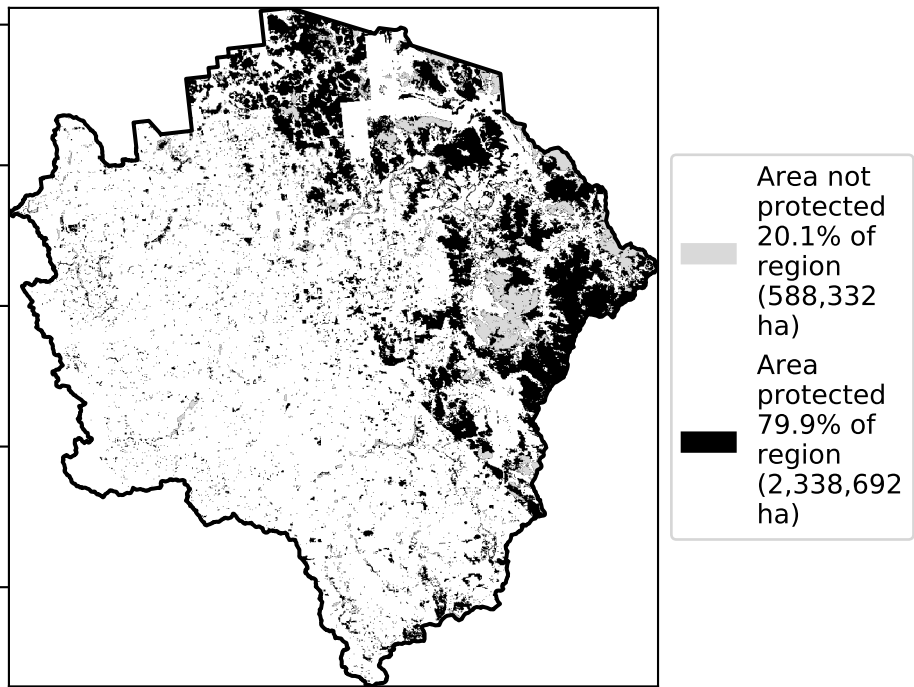 Area not
protected
20.1% of
region
(588,332
ha)
Area
protected
79.9% of
region
(2,338,692
ha)